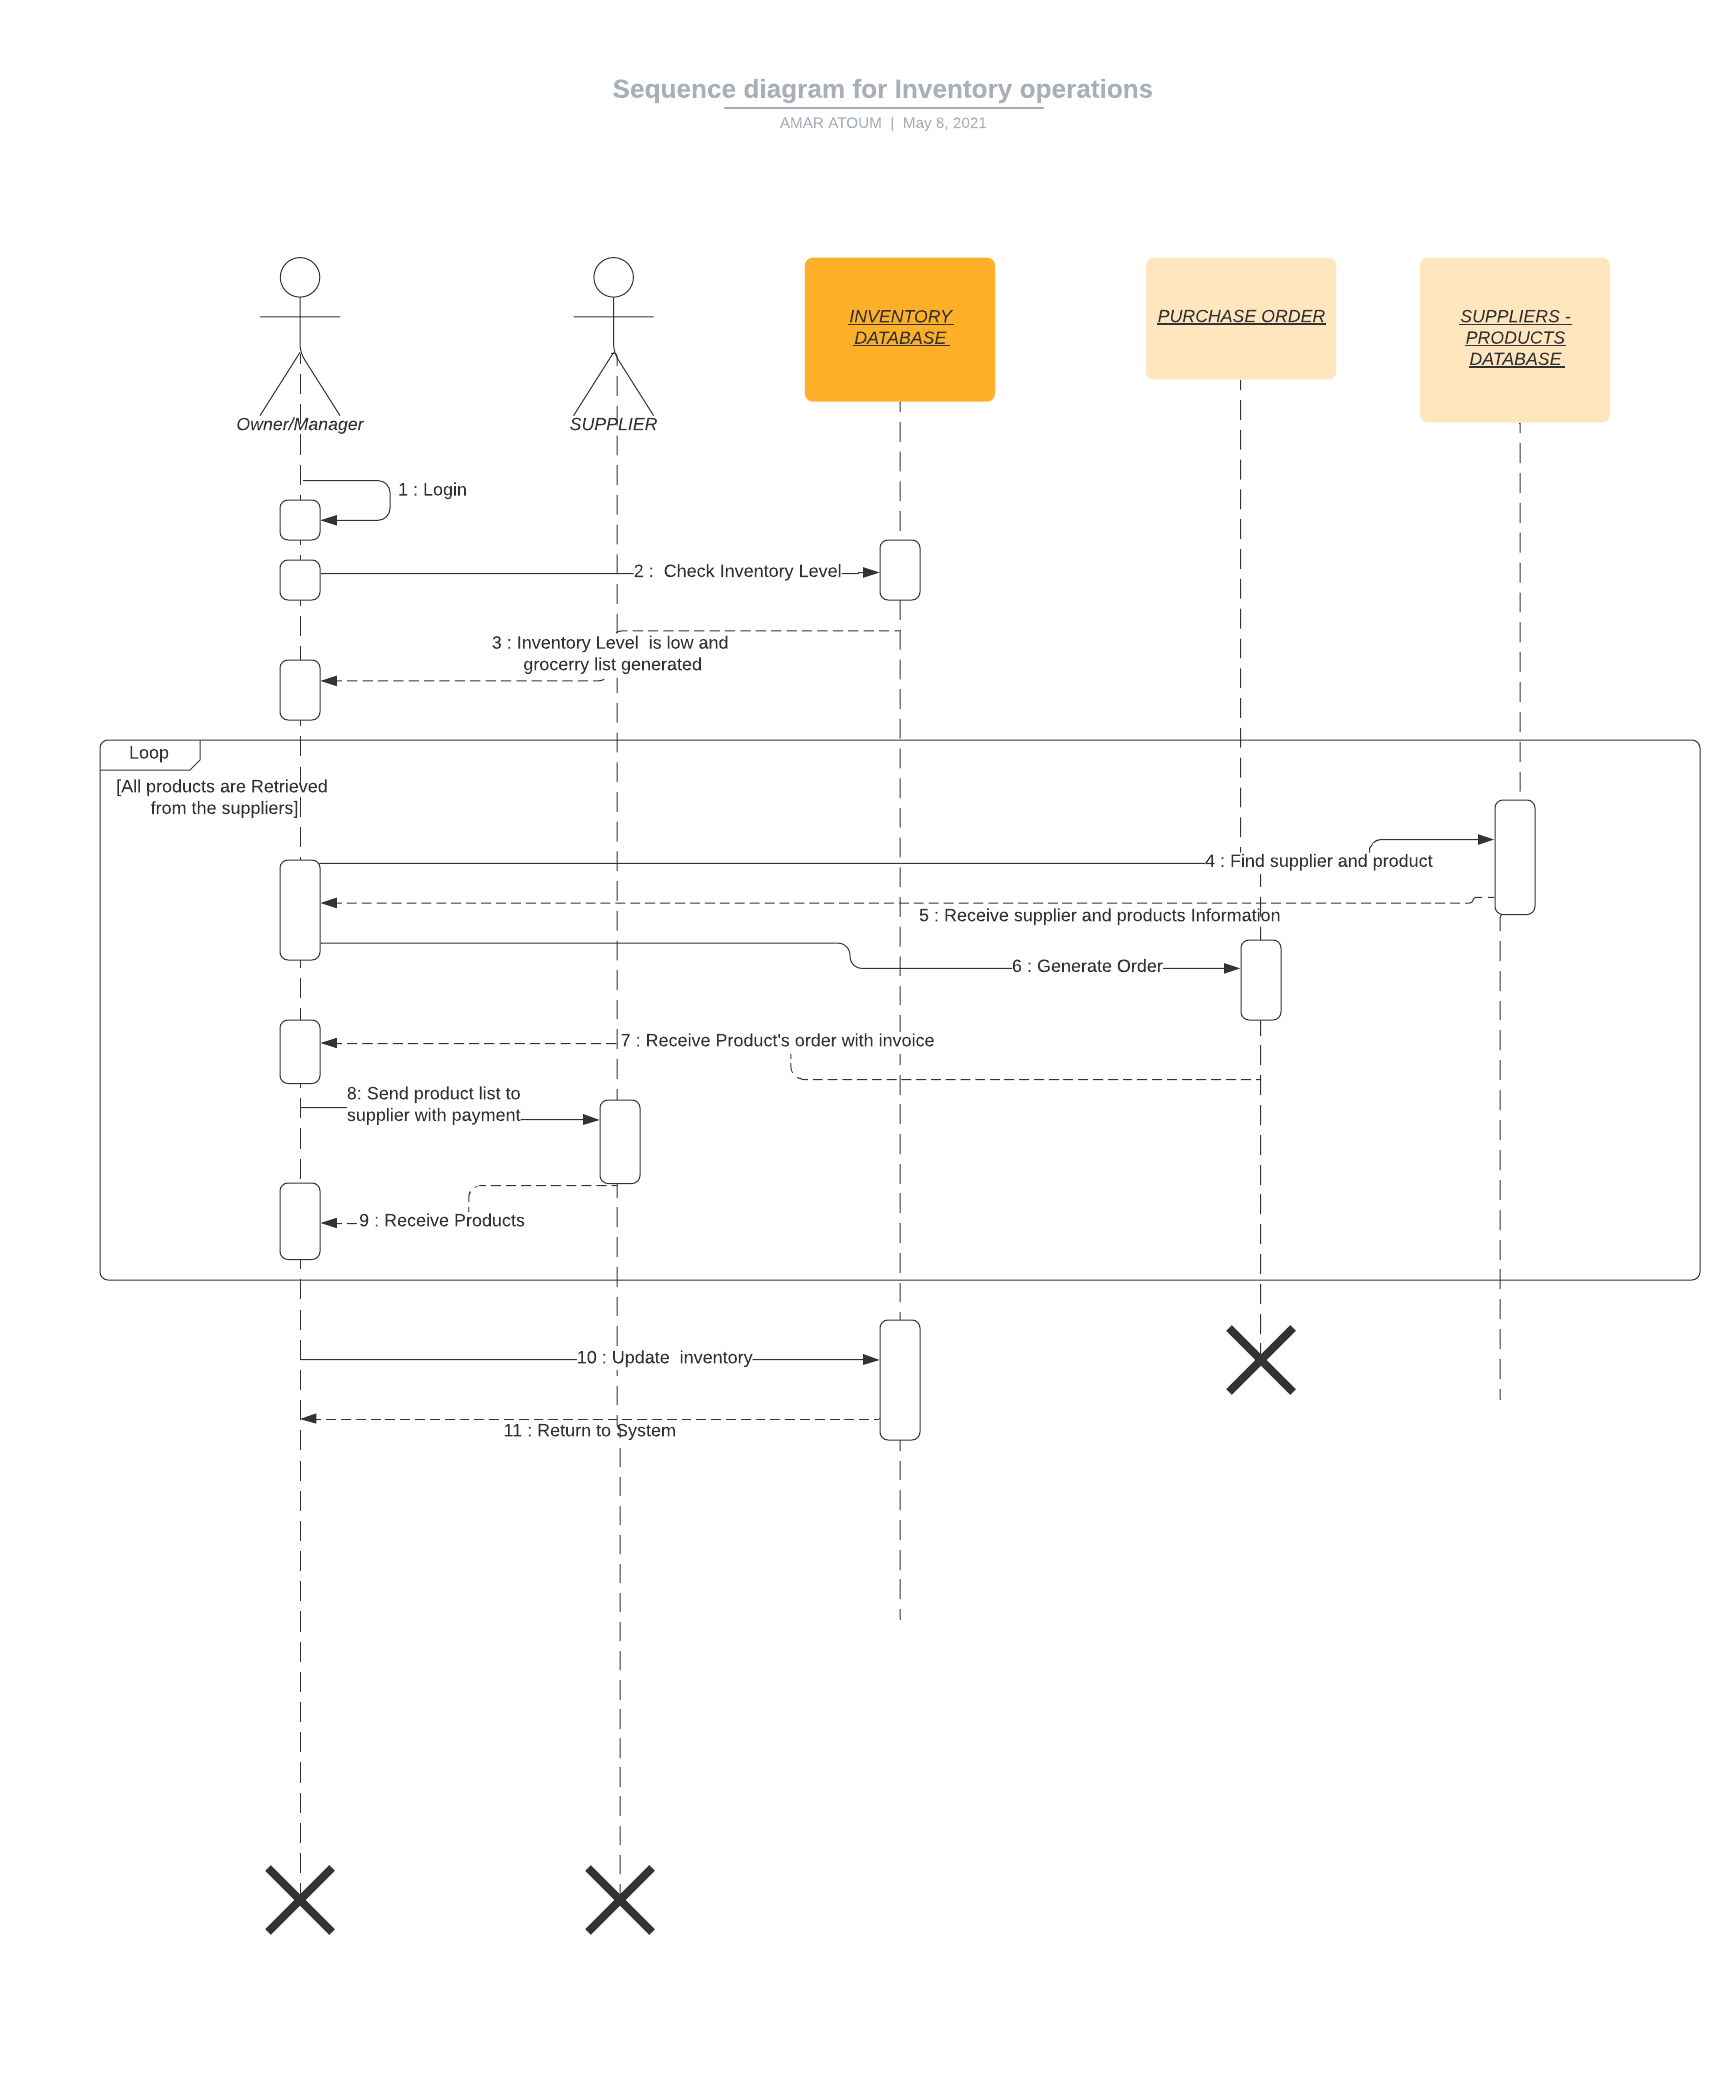 Sequence diagram for Inventory operations
AMAR ATOUM | May 8, 2021
Owner/Manager
SUPPLIER
INVENTORY
DATABASE
PURCHASE ORDER
SUPPLIERS -
PRODUCTS
DATABASE
1 : Login
2 :  Check Inventory Level
3 : Inventory Level  is low and
grocerry list generated
Loop
[All products are Retrieved
from the suppliers]
4 : Find supplier and product
5 : Receive supplier and products Information
6 : Generate Order
7 : Receive Product's order with invoice
8: Send product list to
supplier with payment
9 : Receive Products
10 : Update  inventory
11 : Return to System